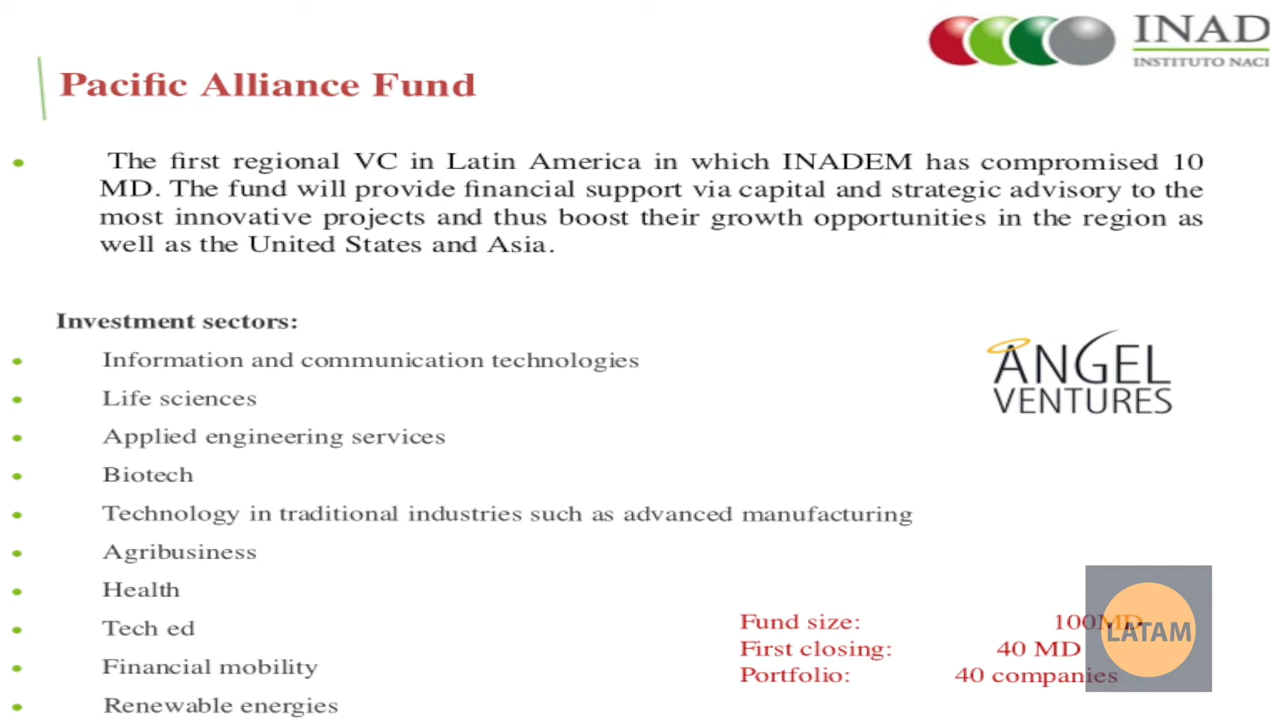 INAD
INSTITUTO NACI
Pacific Alliance Fund
The first regional VC in Latin America in which INADEM has compromised 10
MD. The fund will provide financial support via capital and strategic advisory to the
most innovative projects and thus boost their growth opportunities in the region as
well as the United States and Asia.
Investment sectors:
Information and communication technologies
Life sciences
Applied engineering services
Biotech
Technology in traditional industries such as advanced manufacturing
Agribusiness
Health
Tech ed
Financial mobility
Renewable energies
ANGEL
VENTURES
Fund size: 100MD
First closing: 40 MD
Portfolio: 40 companies
LATAM